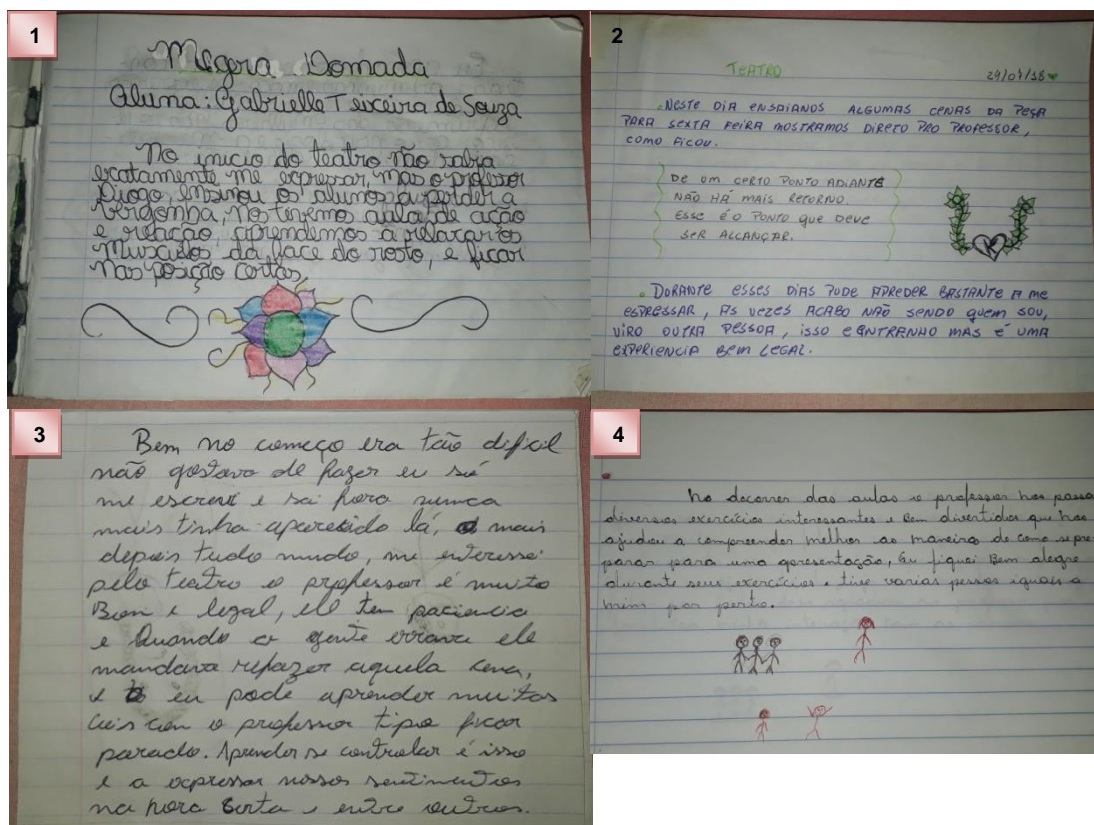 1
Megera Domada
Aluna: Gabrielle Teixeira de Souza
No inicio do teatro não sabia
exatamente me expressar, mas o professor
Diogo, ensinou os alunos a perder a
vergonha, nos tivemos aula de ação
e relação, aprendemos a relaxar os
musculos da face do rosto, e ficar
nas posição certas,
2
TEATRO
24/04/18
NESTE DIA ENSAIANOS ALGUMAS CENAS DA PEÇA
PARA SEXTA FEIRA MOSTRAMOS DIRETO PRO PROFESSOR,
COMO FICOU.
DE UM CERTO PONTO ADIANTE
NÃO HÁ MAIS RETORNO.
ESSE É O PONTO QUE DEVE
SER ALCANÇAR.
DURANTE ESSES DIAS PUDE APREDER BASTANTE A ME
ESPRESSAR, AS VEZES ACABO NÃO SENDO QUEM SOU,
VIRO OUTRA PESSOA, ISSO E ENTRANHO MAS É UMA
EXPERIENCIA BEM LEGAL.
3
Bem no começo era tão dificil
não gostava de fazer eu só
me escrevi e sai fora nunca
mais tinha aparecido lá, mais
depois tudo mudo, me interessei
pelo teatro o professor é muito
Bom e legal, ele tem paciencia
e Quando a gente errava ele
mandava refazer aquela cena,
e eu pode aprender muitas
com o professor tipo ficar
parado. Aprender se controlar é isso
e a expressar nossos sentimentos
na hora Certa e entre outros.
4
No decorrer das aulas o professor nos passa
diversos exercícios interessantes e Bem divertidos que nos
ajudou a compreender melhor as maneiras de como se pre
parar para uma apresentação, Eu fiquei Bem alegre
durante seus exercícios, tive varias pessoas iguais a
mim por perto.